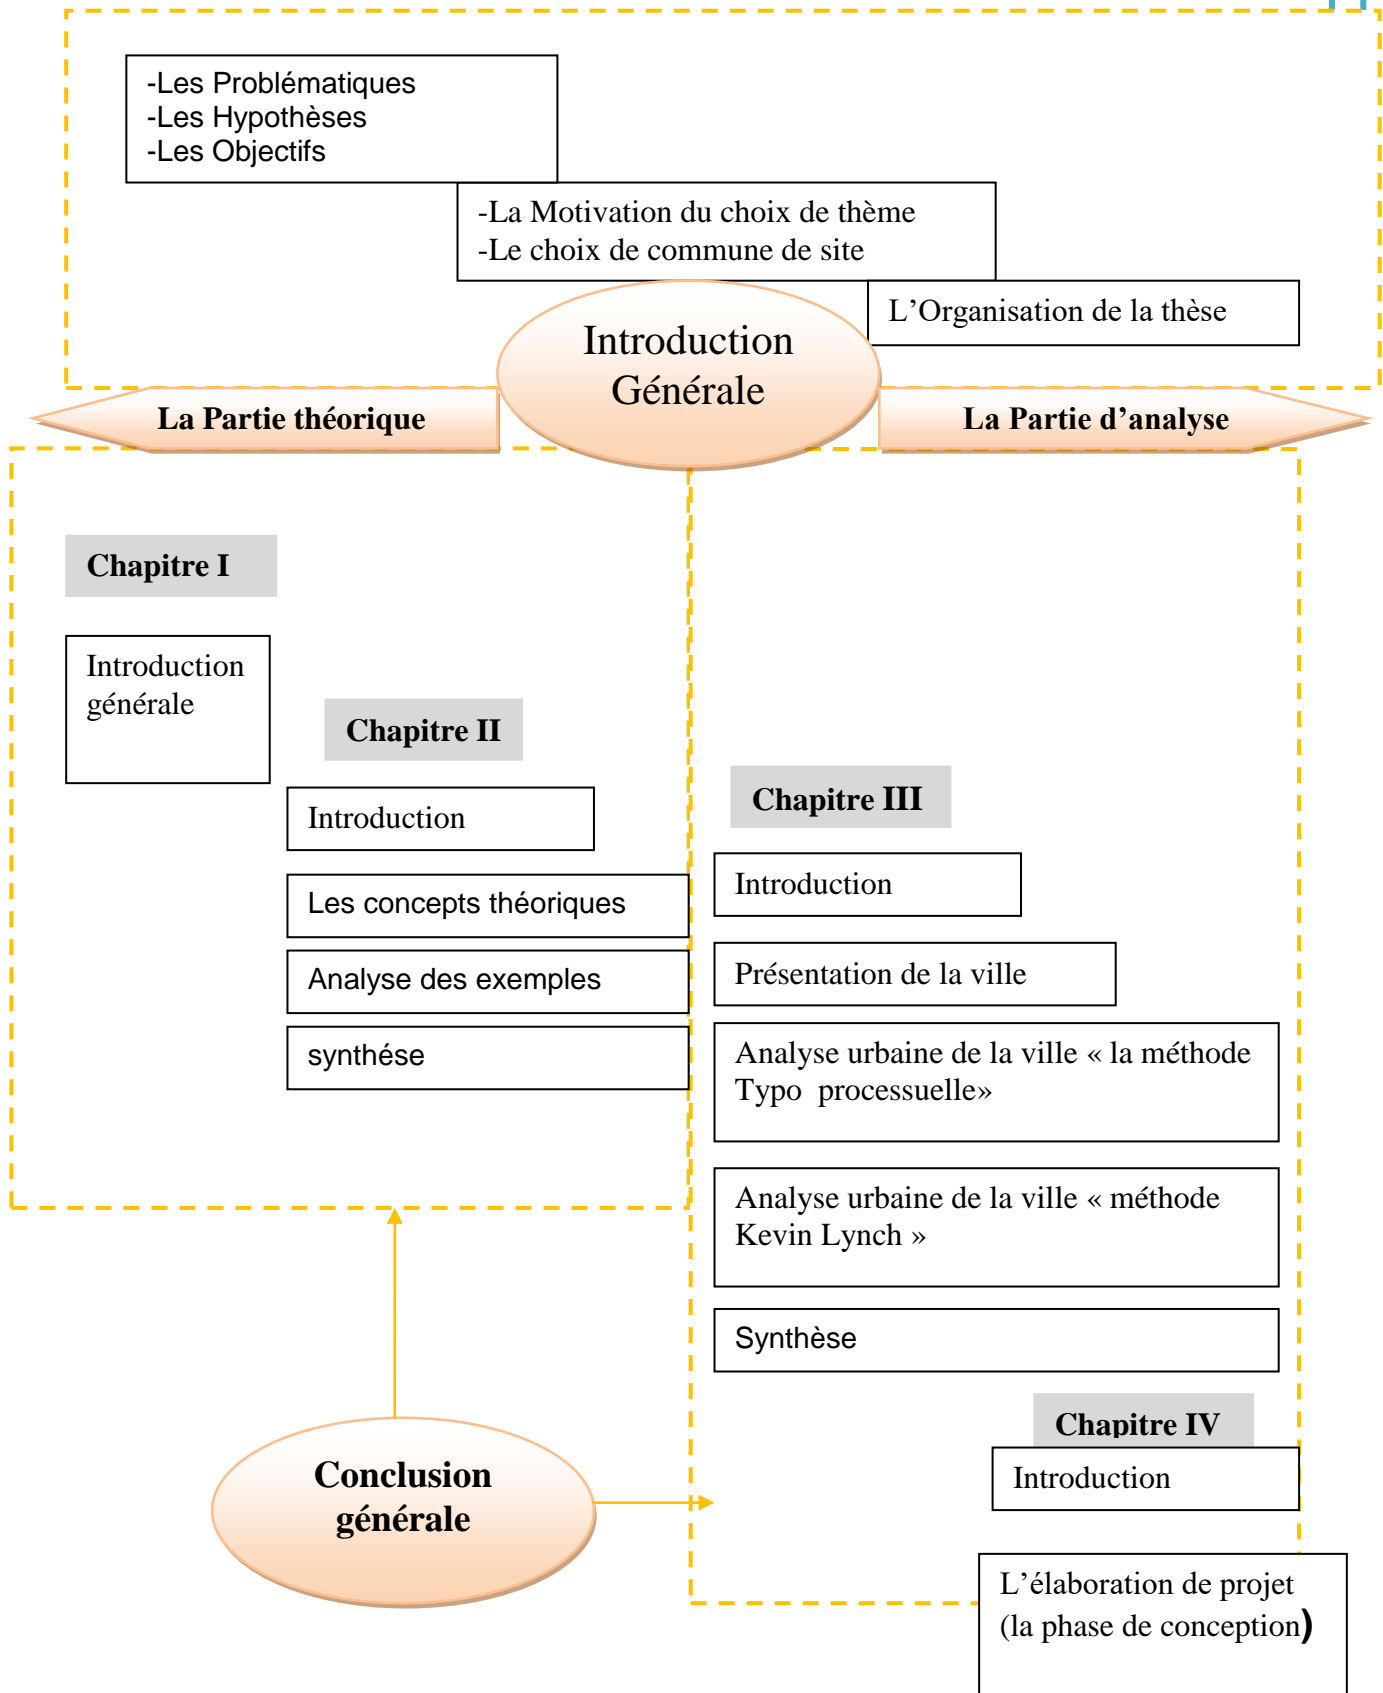 -Les Problématiques
-Les Hypothèses
-Les Objectifs
-La Motivation du choix de thème
-Le choix de commune de site
L’Organisation de la thèse
Introduction
Générale
La Partie théorique
La Partie d’analyse
Chapitre I
Introduction
générale
Chapitre II
Introduction
Les concepts théoriques
Analyse des exemples
synthése
Chapitre III
Introduction
Présentation de la ville
Analyse urbaine de la ville « la méthode
Typo  processuelle»
Analyse urbaine de la ville « méthode
Kevin Lynch »
Synthèse
Chapitre IV
Introduction
L’élaboration de projet
(la phase de conception)
Conclusion
générale